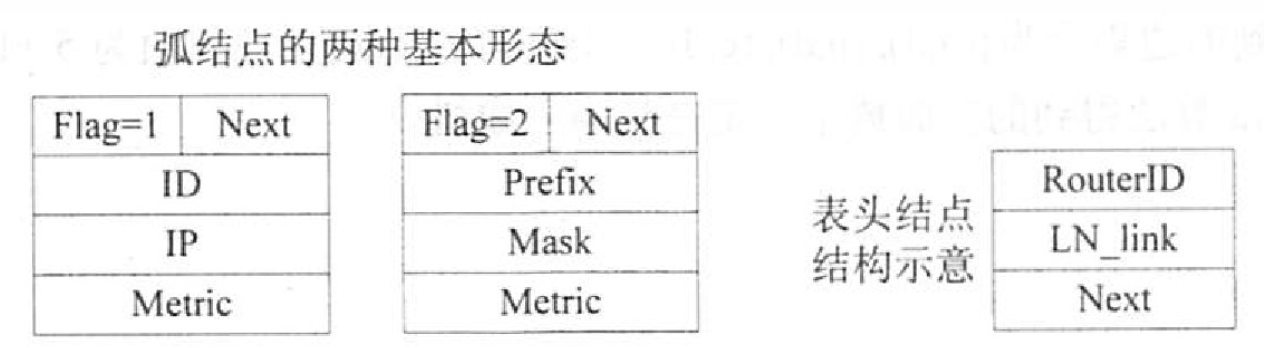 弧结点的两种基本形态
Flag=1 Next
ID
IP
Metric
Flag=2 Next
Prefix
Mask
Metric
表头结点
结构示意
RouterID
LN_link
Next